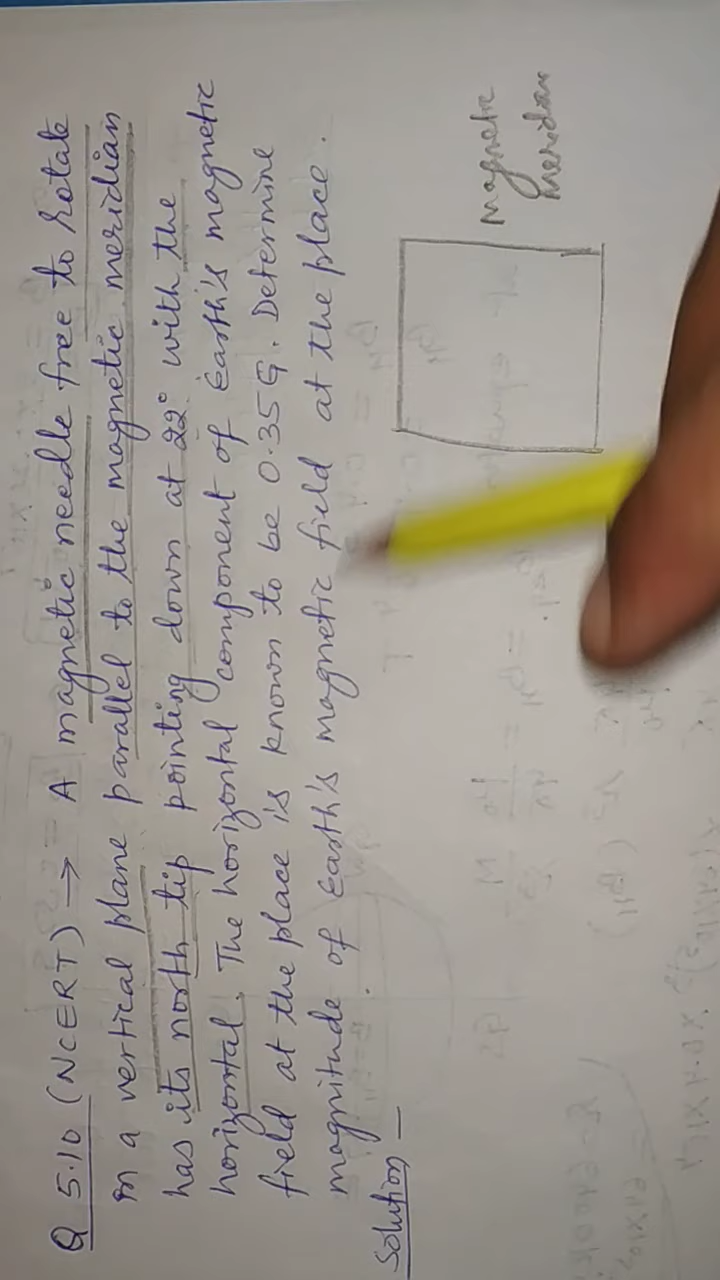 Q 5.10 (NCERT) → A magnetic needle free to rotate
in a vertical plane parallel to the magnetic meridian
has its north tip pointing down at 22° with the
horizontal. The horizontal component of Earth's magnetic
field at the place is known to be 0.35G. Determine
magnitude of Earth's magnetic field at the place.
Solution —
Magnetic
Meridian